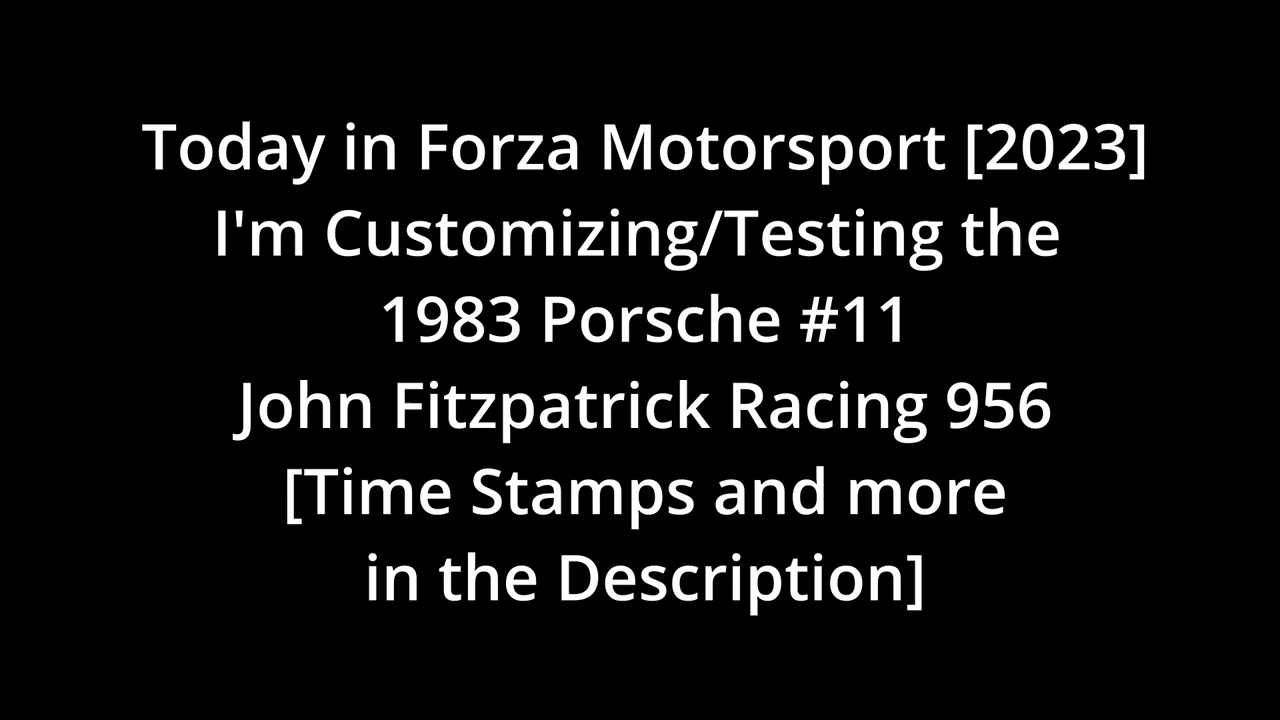 Today in Forza Motorsport [2023]
I'm Customizing/Testing the
1983 Porsche #11
John Fitzpatrick Racing 956
[Time Stamps and more
in the Description]